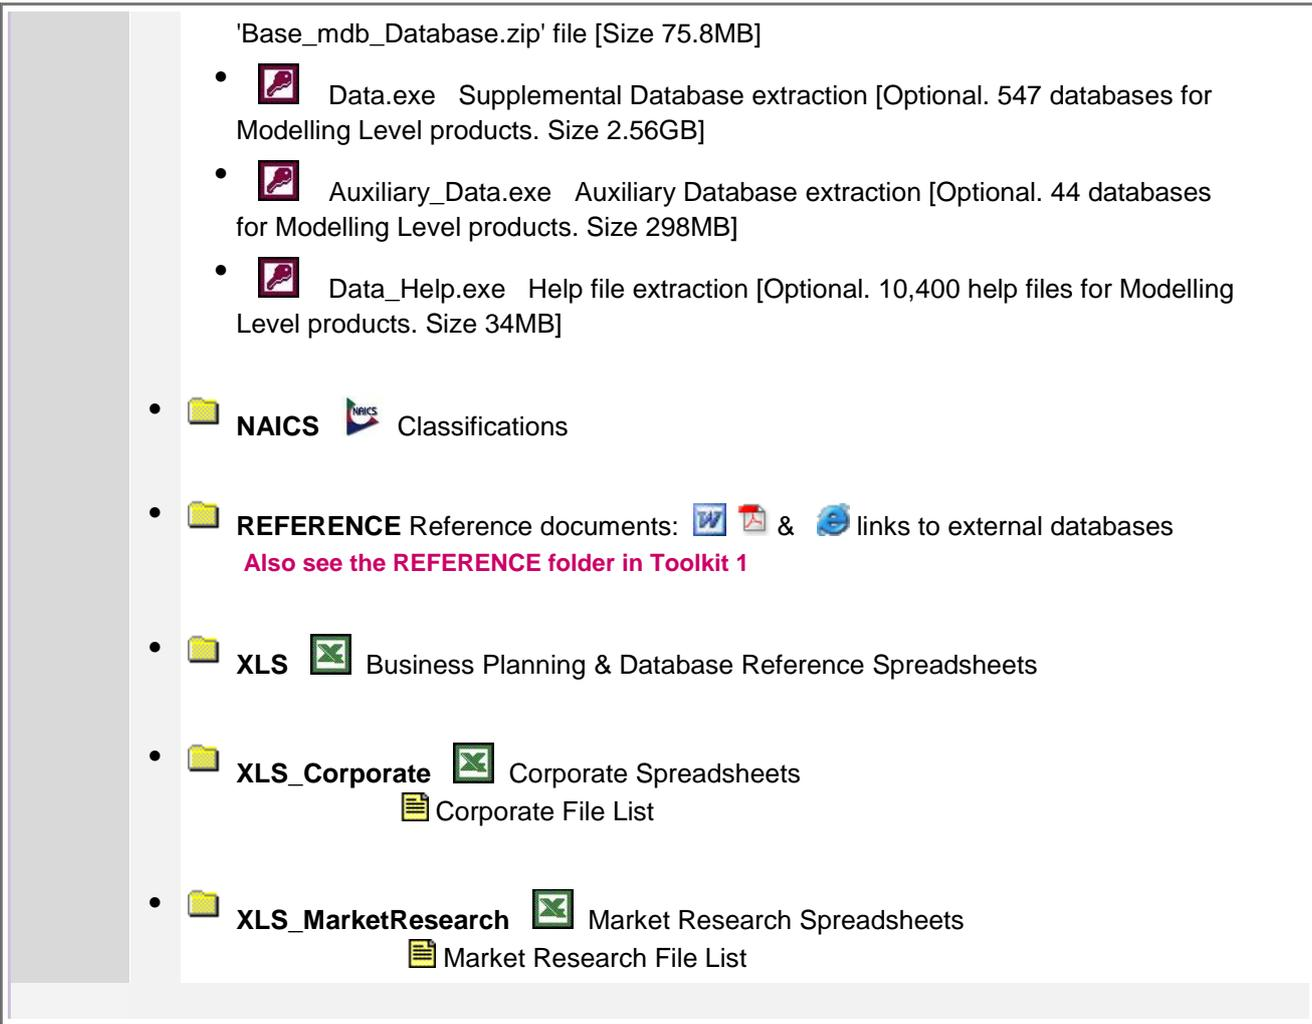 'Base_mdb_Database.zip' file [Size 75.8MB]
Data.exe Supplemental Database extraction [Optional. 547 databases for
Modelling Level products. Size 2.56GB]
Auxiliary_Data.exe Auxiliary Database extraction [Optional. 44 databases
for Modelling Level products. Size 298MB]
Data_Help.exe Help file extraction [Optional. 10,400 help files for Modelling
Level products. Size 34MB]
NAICS NAICS Classifications
REFERENCE Reference documents: W & e links to external databases
Also see the REFERENCE folder in Toolkit 1
XLS X Business Planning & Database Reference Spreadsheets
XLS_Corporate X Corporate Spreadsheets
Corporate File List
XLS_MarketResearch X Market Research Spreadsheets
Market Research File List